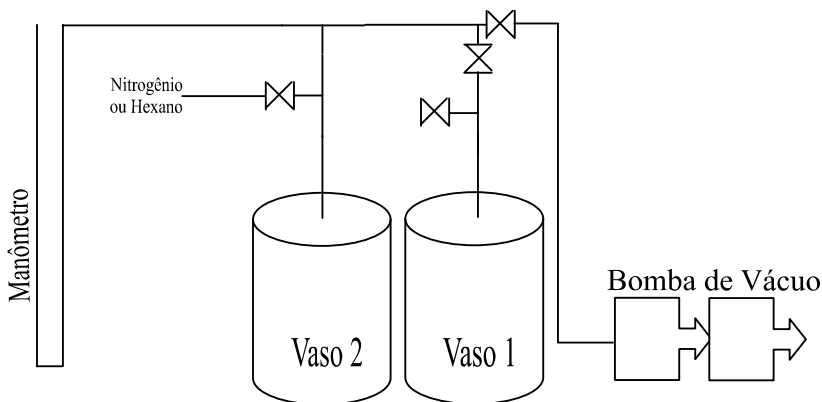 Nitrogênio
ou Hexano
Manômetro
Bomba de Vácuo
Vaso 2
Vaso 1